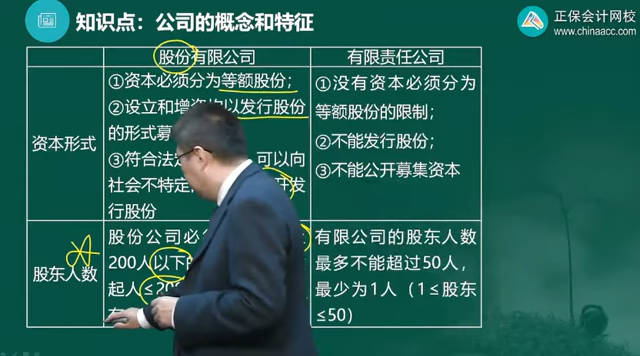 知识点：公司的概念和特征
正保会计网校
www.chinaacc.com
股份有限公司
有限责任公司
资本形式
①资本必须分为等额股份；
②设立和增资均以发行股份
的形式募
③符合法定
可以向
社会不特定
开发
行股份
①没有资本必须分为
等额股份的限制；
②不能发行股份；
③不能公开募集资本
股东人数
股份公司必
200人以下的
起人≤200
有限公司的股东人数
最多不能超过50人，
最少为1人（1≤股东
≤50）